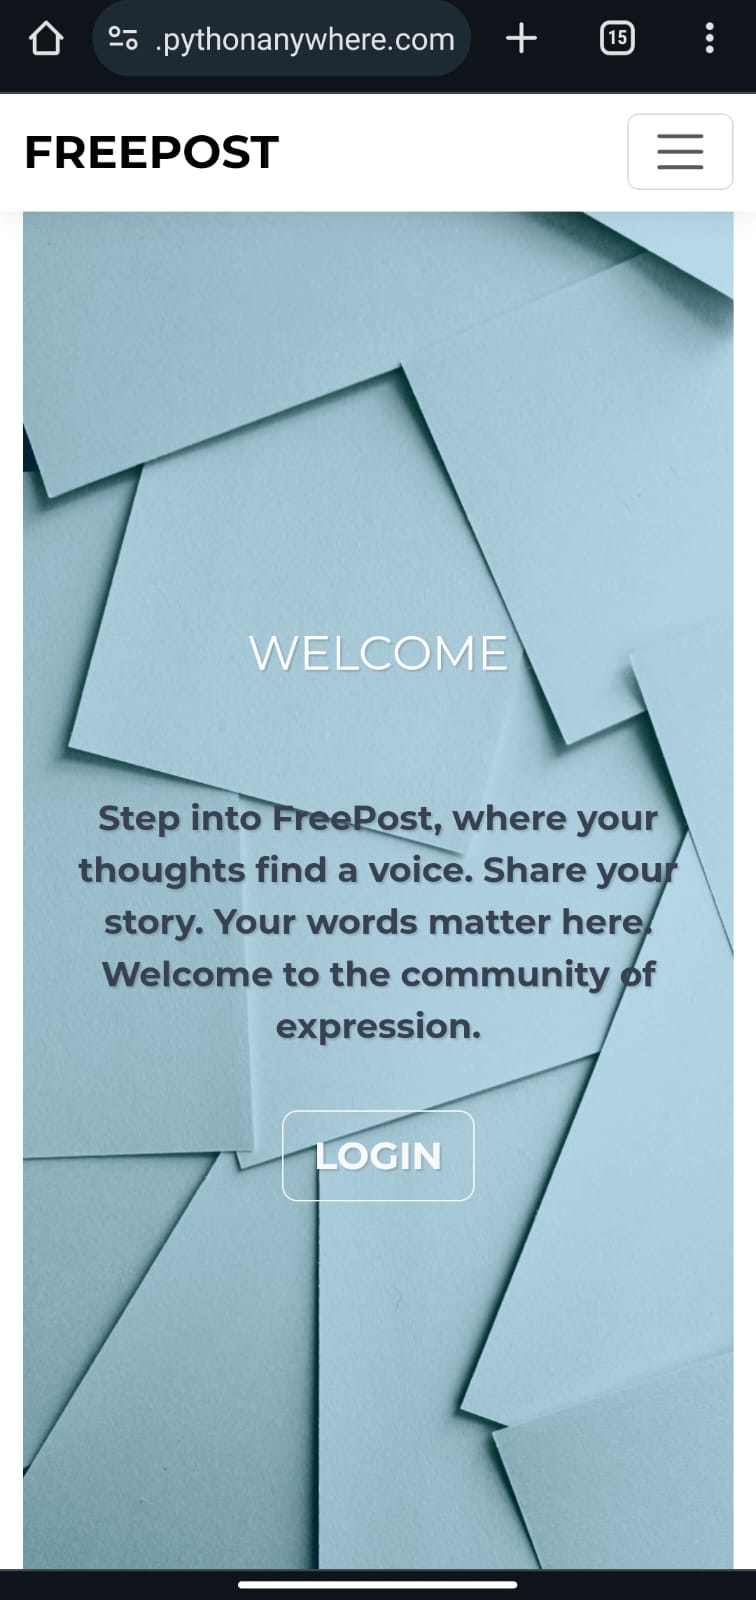 .pythonanywhere.com
15
FREEPOST
WELCOME
Step into FreePost, where your
thoughts find a voice. Share your
story. Your words matter here.
Welcome to the community of
expression.
LOGIN